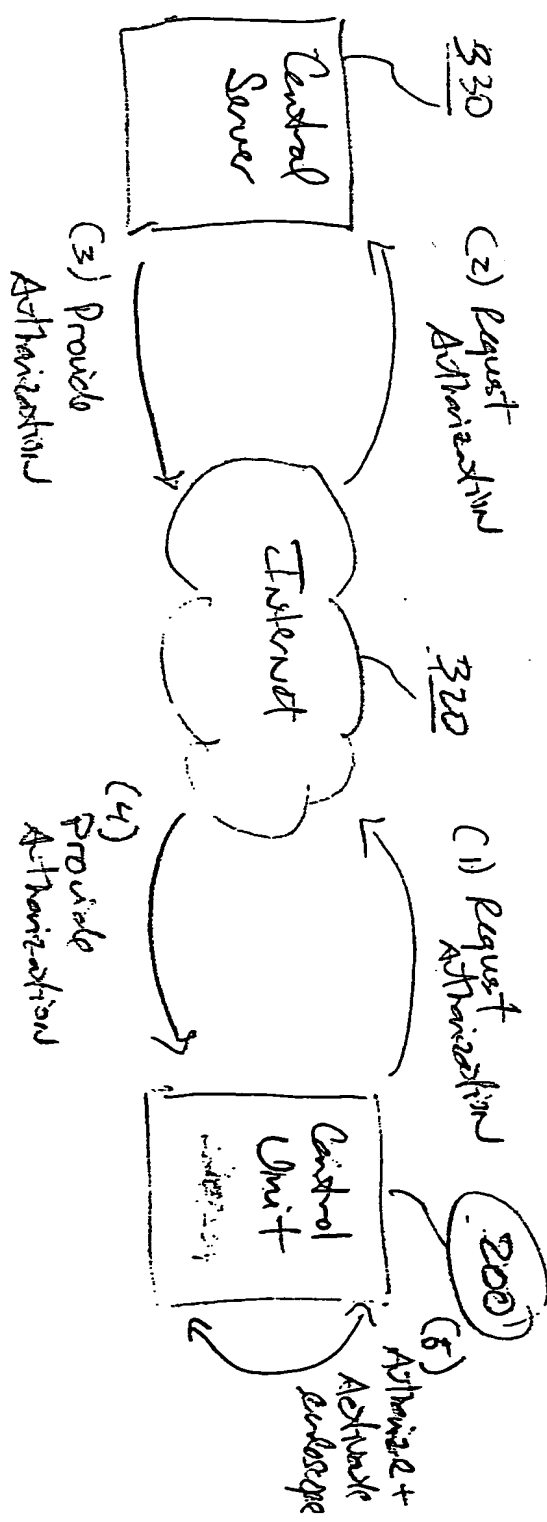 330
Central
Server
(2) Request
Authorization
(3) Provide
Authorization
Internet
320
(1) Request
Authorization
(4)
Provide
Authorization
Control
Unit
200'
(5)
Authorize +
Activate
endoscope